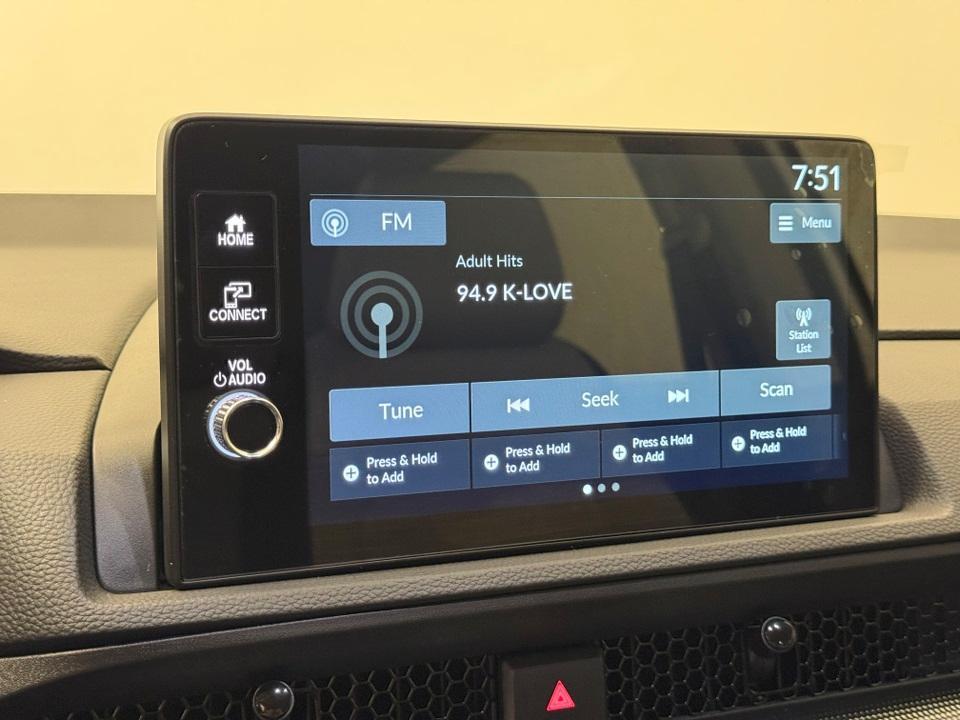 7:51
HOME
FM
Menu
Adult Hits
94.9 K-LOVE
CONNECT
Station
List
VOL
AUDIO
Tune
Seek
Scan
Press & Hold
to Add
Press & Hold
to Add
Press & Hold
to Add
Press & Hold
to Add